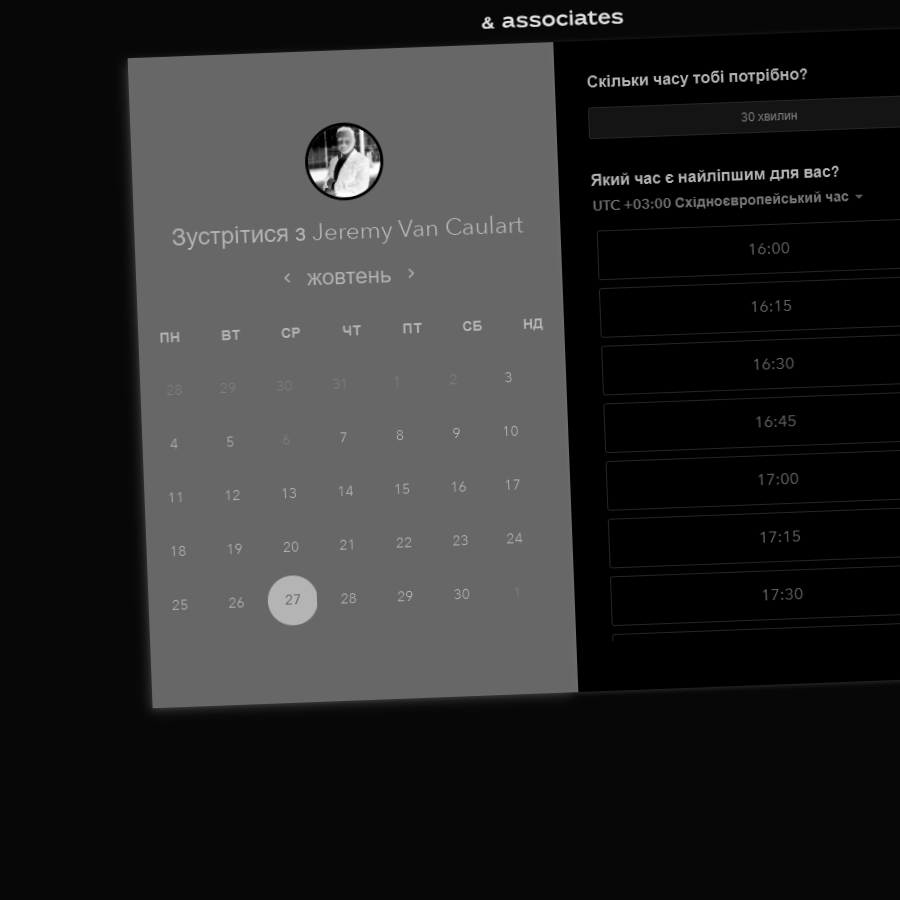 & associates
Зустрітися з Jeremy Van Caulart
жовтень
ПН ВТ СР ЧТ ПТ СБ НД
28 29 30 31 1 2 3
4 5 6 7 8 9 10
11 12 13 14 15 16 17
18 19 20 21 22 23 24
25 26 27 28 29 30 1
Скільки часу тобі потрібно?
30 хвилин
Який час є найліпшим для вас?
UTC +03:00 Східноєвропейський час
16:00
16:15
16:30
16:45
17:00
17:15
17:30